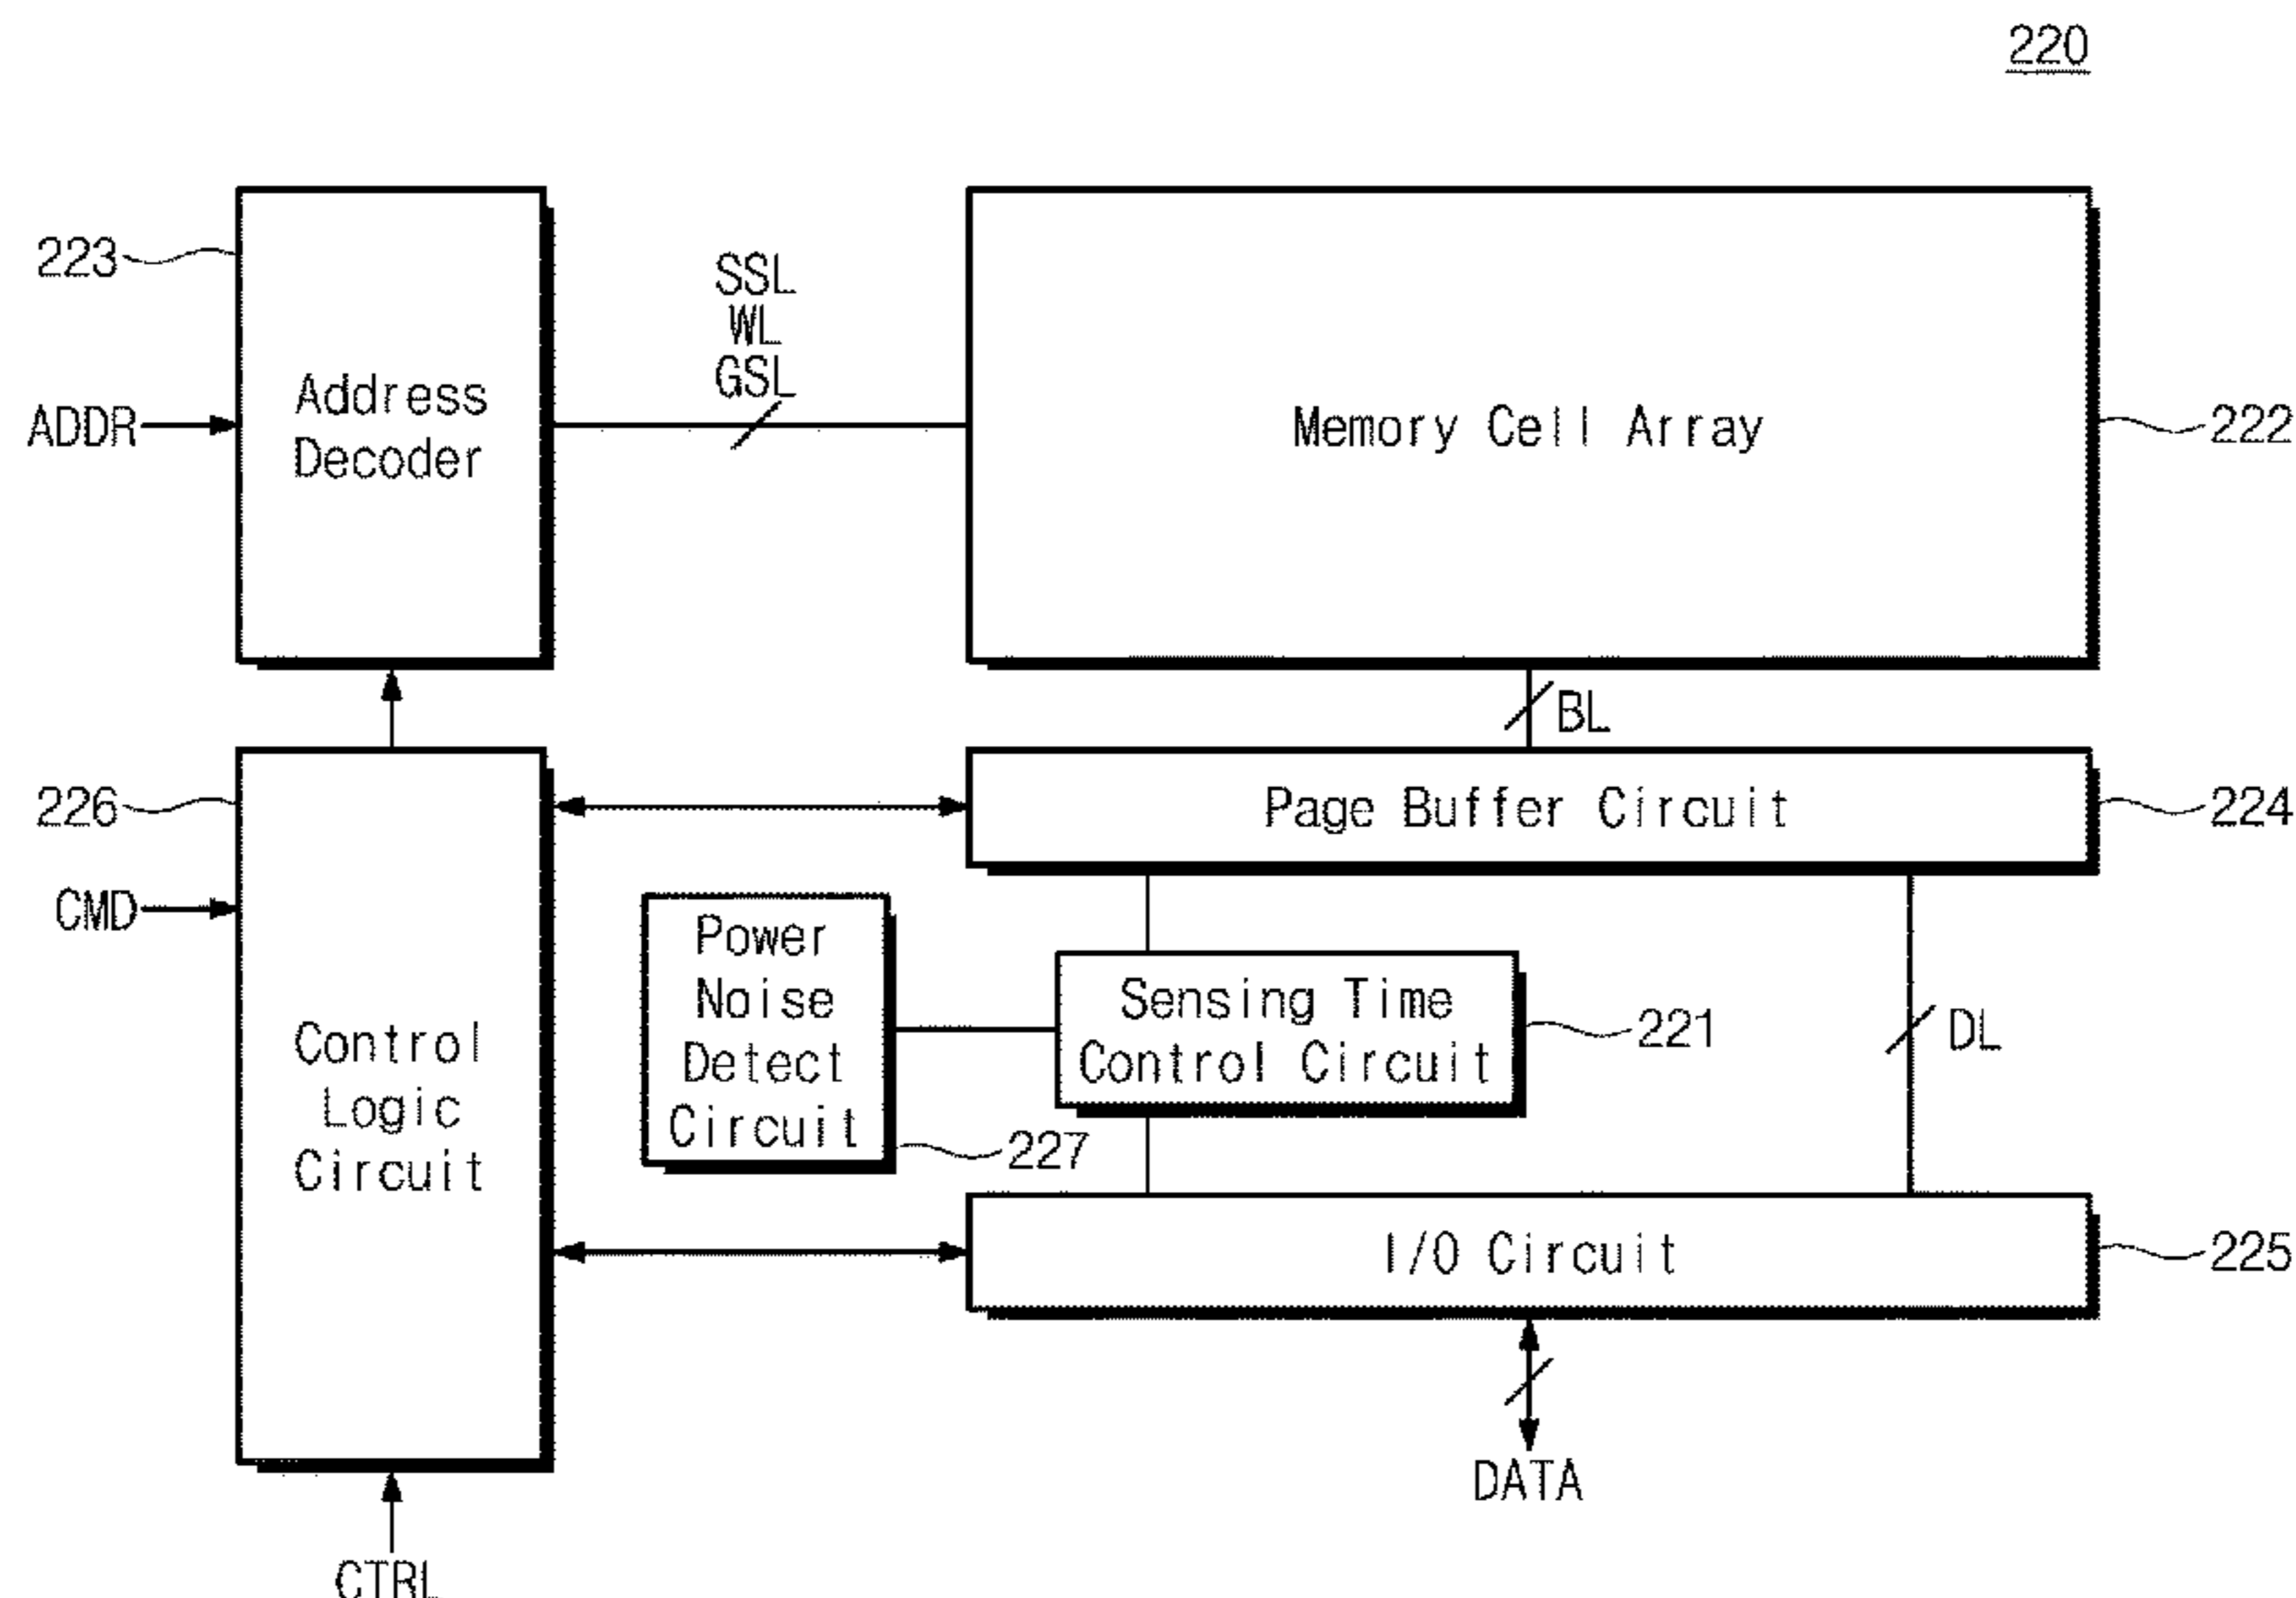 220
223
SSL
WL
GSL
ADDR
Address
Decoder
Memory Cell Array
222
BL
226
Page Buffer Circuit
224
CMD
Power
Noise
Detect
Circuit
227
Sensing Time
Control Circuit
221
DL
Control
Logic
Circuit
I/O Circuit
225
DATA
CTRL